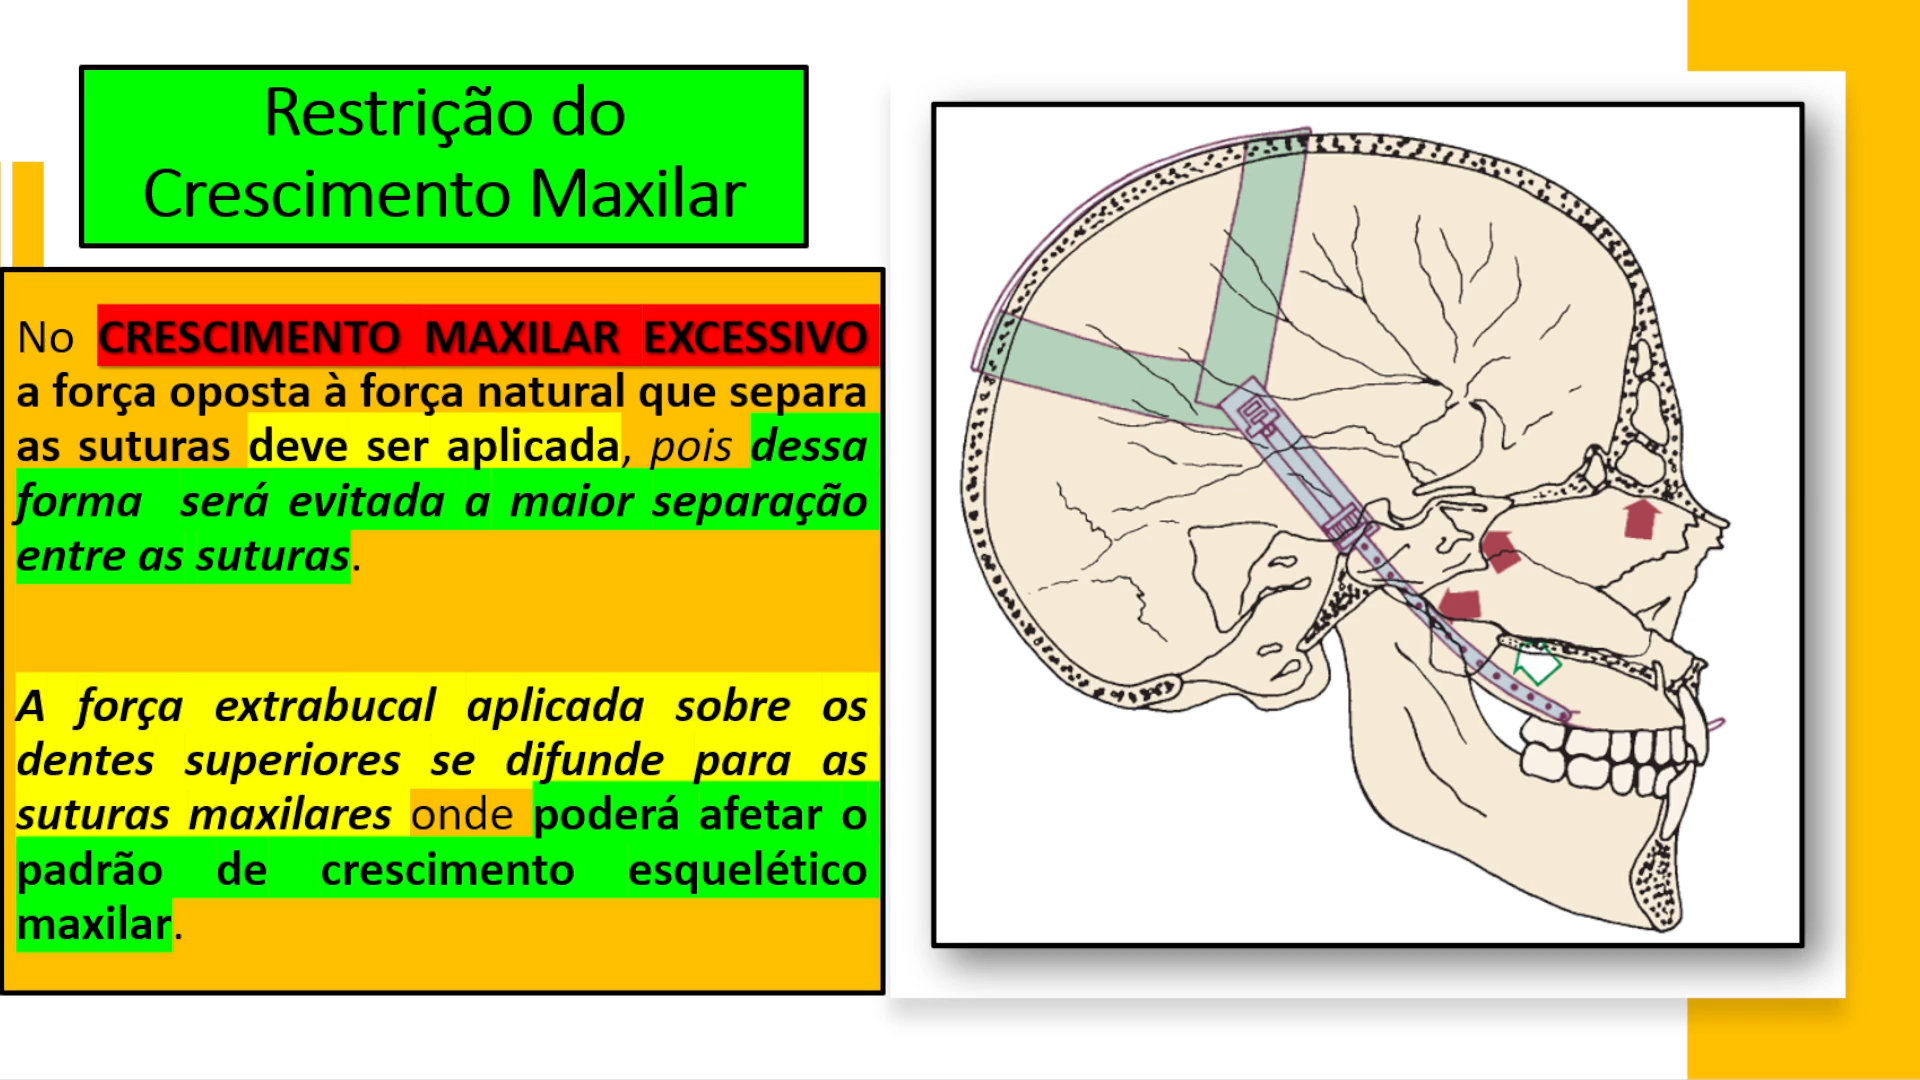 Restrição do
Crescimento Maxilar
No CRESCIMENTO MAXILAR EXCESSIVO
a força oposta à força natural que separa
as suturas deve ser aplicada, pois dessa
forma será evitada a maior separação
entre as suturas.
A força extrabucal aplicada sobre os
dentes superiores se difunde para as
suturas maxilares onde poderá afetar o
padrão de crescimento esquelético
maxilar.